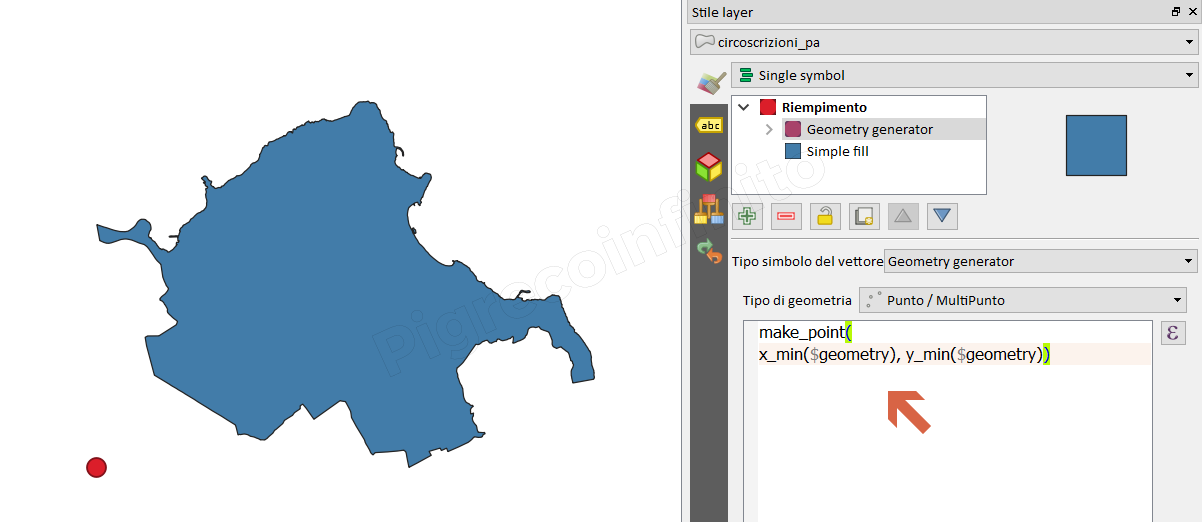 Stile layer
circoscrizioni_pa
Single symbol
Riempimento
Geometry generator
Simple fill
abc
Tipo simbolo del vettore Geometry generator
Tipo di geometria Punto / MultiPunto
make_point(
x_min($geometry), y_min($geometry))
ε
Pigrecoinfinito